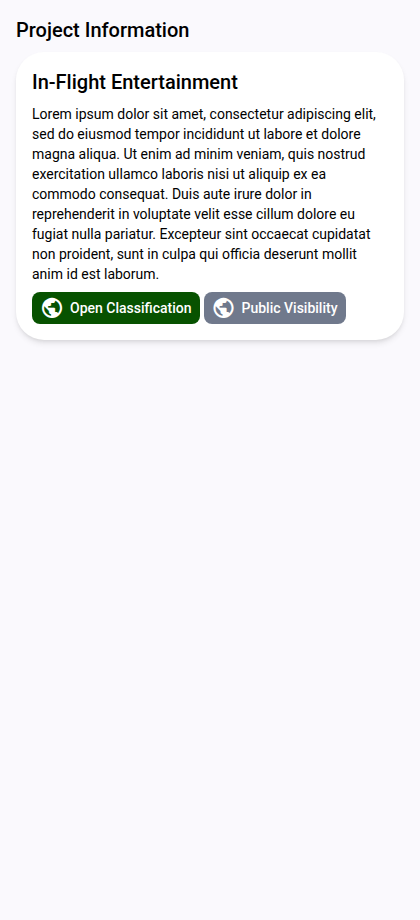 Project Information
In-Flight Entertainment
Lorem ipsum dolor sit amet, consectetur adipiscing elit,
sed do eiusmod tempor incididunt ut labore et dolore
magna aliqua. Ut enim ad minim veniam, quis nostrud
exercitation ullamco laboris nisi ut aliquip ex ea
commodo consequat. Duis aute irure dolor in
reprehenderit in voluptate velit esse cillum dolore eu
fugiat nulla pariatur. Excepteur sint occaecat cupidatat
non proident, sunt in culpa qui officia deserunt mollit
anim id est laborum.
Open Classification Public Visibility